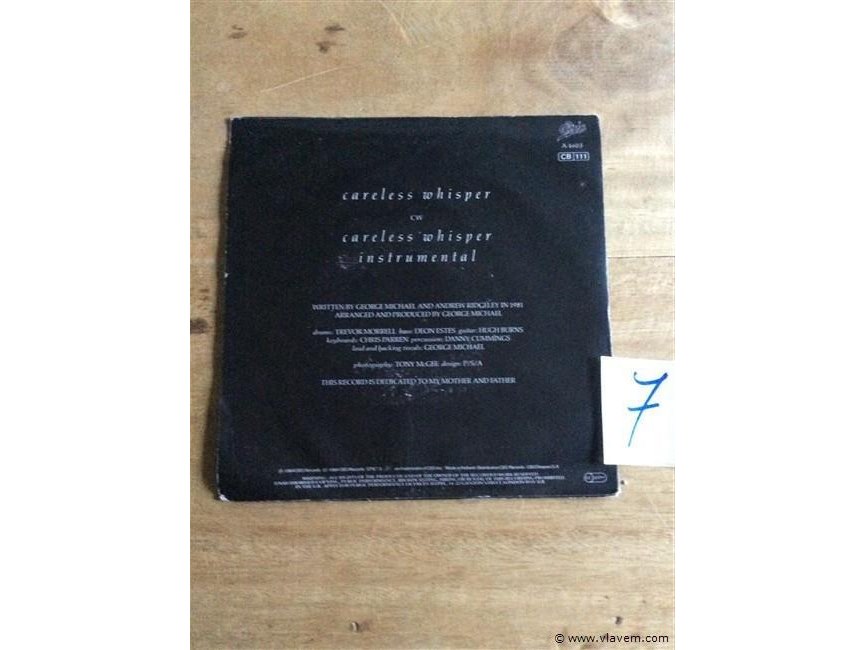 Epic
A 4603
CB 111
careless whisper
C/W
careless whisper
instrumental
WRITTEN BY GEORGE MICHAEL AND ANDREW RIDGELEY IN 1981
ARRANGED AND PRODUCED BY GEORGE MICHAEL
drums: TREVOR MORRELL bass: DEON ESTES guitar: HUGH BURNS
keyboards: CHRIS PARREN percussion: DANNY CUMMINGS
lead and backing vocals: GEORGE MICHAEL
photography: TONY McGEE design: P/S/A
THIS RECORD IS DEDICATED TO MY MOTHER AND FATHER
7
© www.vlavem.com